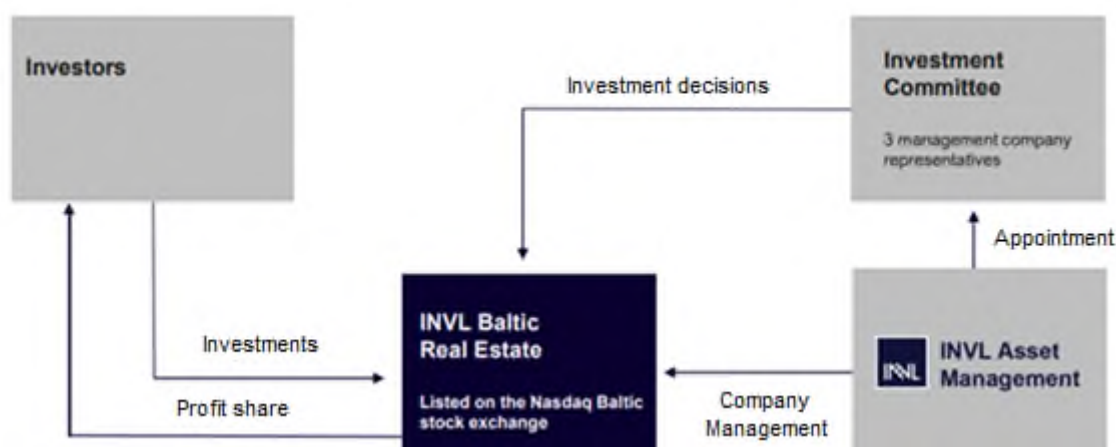 Investors
Investment decisions
Investment
Committee
3 management company
representatives
Appointment
INVL Baltic
Real Estate
Listed on the Nasdaq Baltic
stock exchange
Investments
Profit share
Company
Management
INVL
INVL Asset
Management